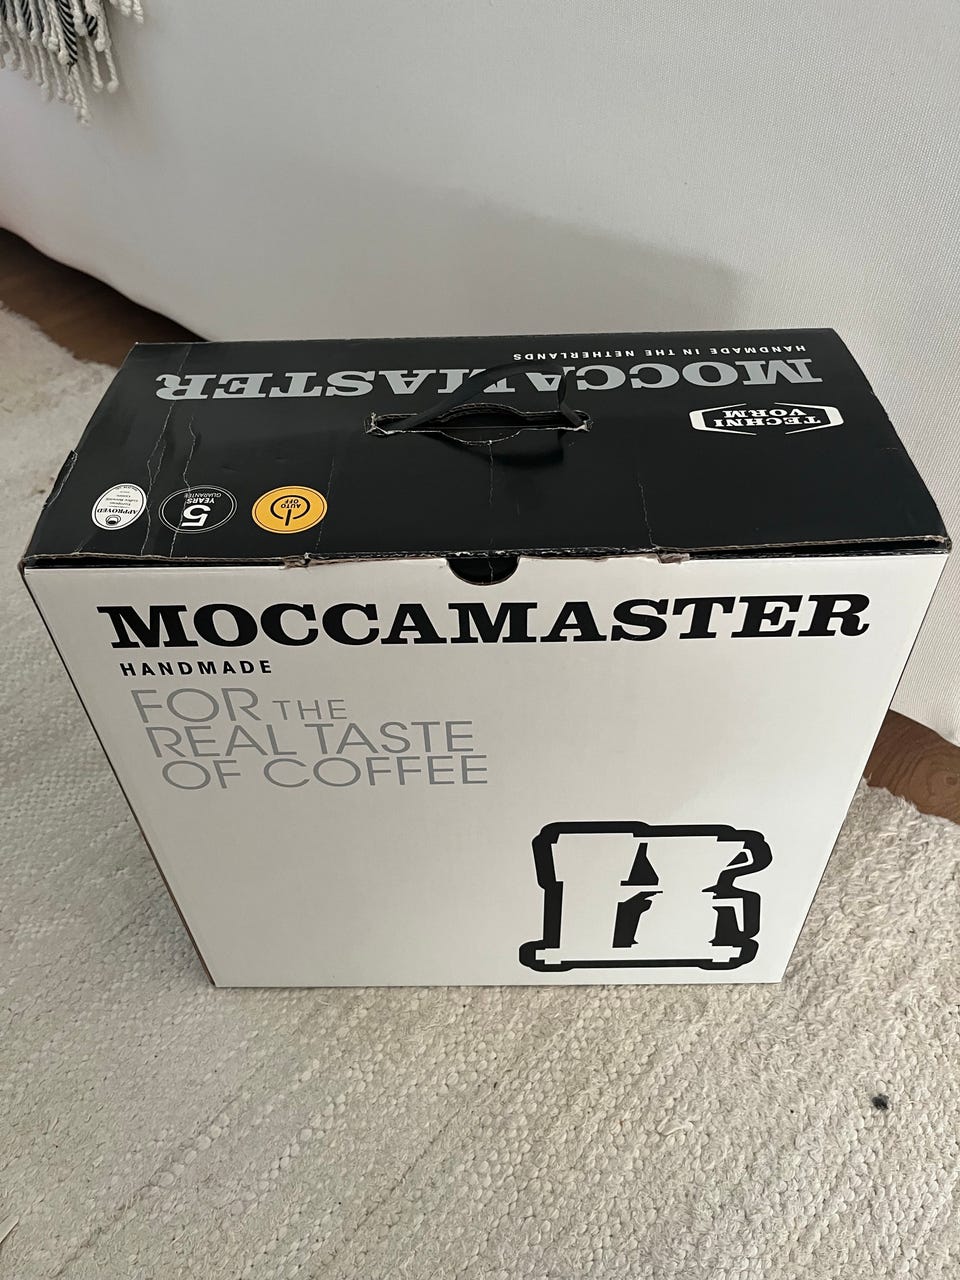 HANDMADE IN THE NETHERLANDS
MOCCAMASTER
TECHNI
VORM
AUTO
OFF
5
YEARS
GUARANTEE
APPROVED
MOCCAMASTER
HANDMADE
FOR THE
REAL TASTE
OF COFFEE